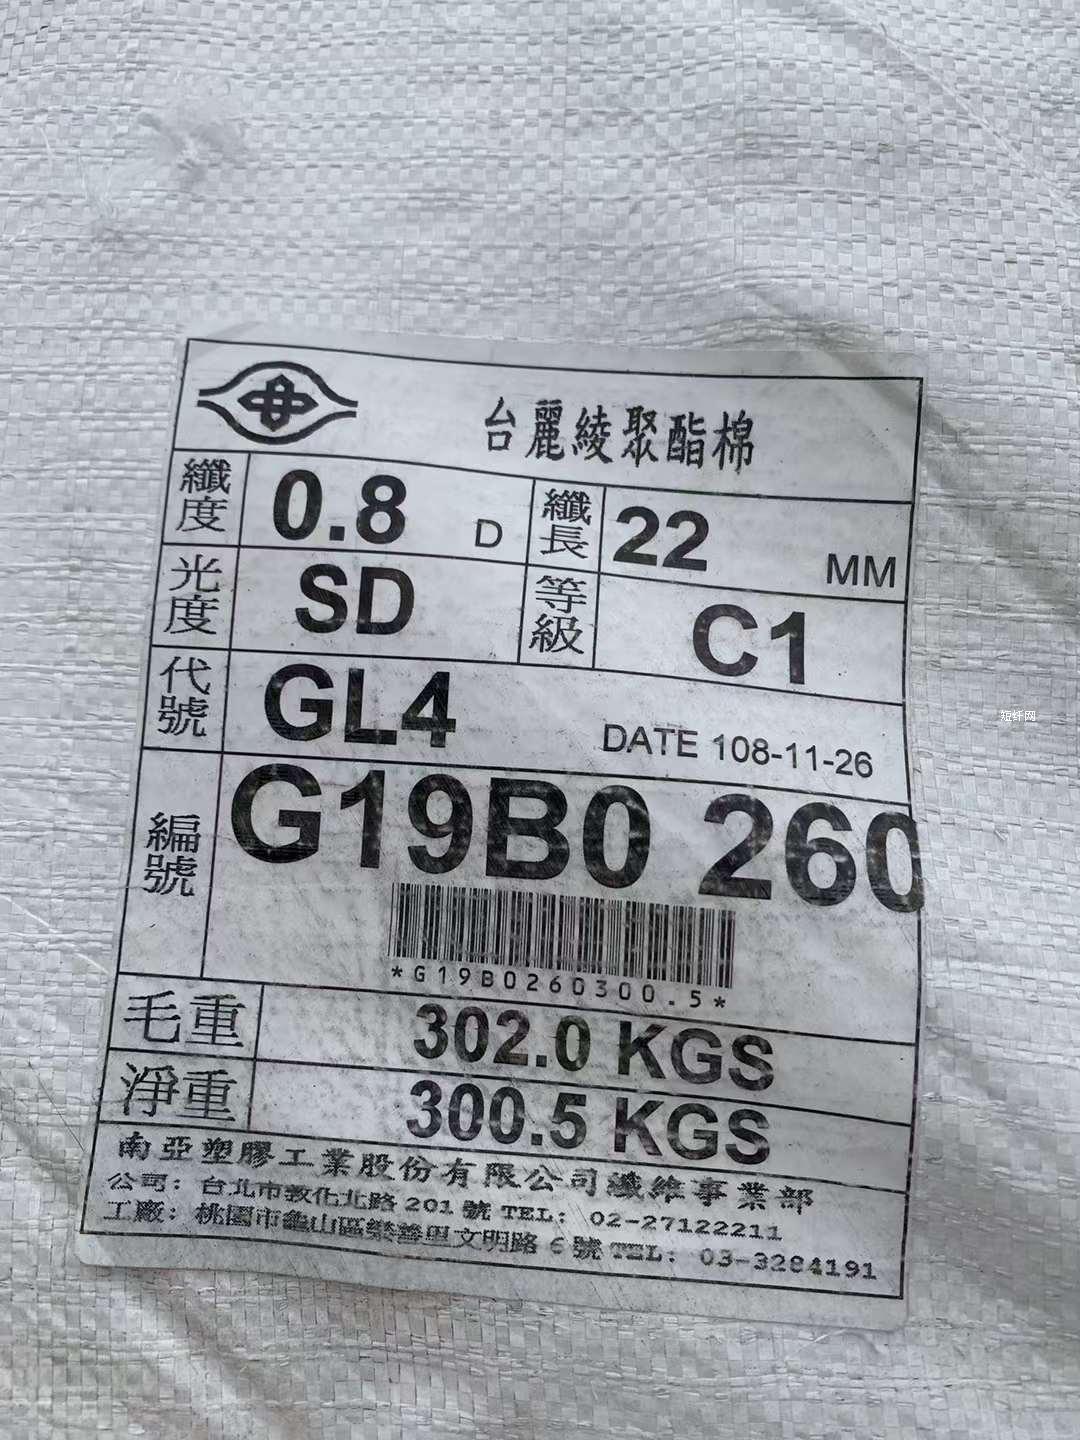 台麗綾聚酯棉
纖度 0.8 D 纖長 22 MM
光度 SD 等級 C1
代號 GL4 DATE 108-11-26
編號 G19B0 260
*G19B0260300.5*
毛重 302.0 KGS
淨重 300.5 KGS
南亞塑膠工業股份有限公司纖維事業部
公司: 台北市敦化北路 201 號 TEL: 02-27122211
工廠: 桃園市龜山區樂善里文明路 6 號 TEL: 03-3284191
短纤网